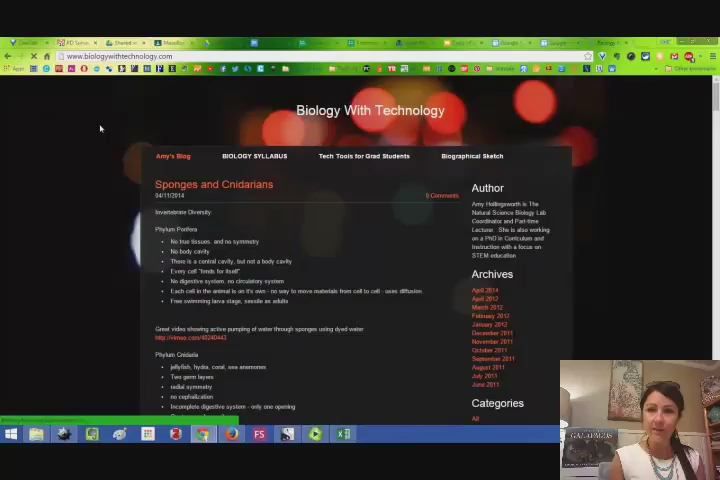 www.biologywithtechnology.com
Apps
Biology With Technology
Amy's Blog
BIOLOGY SYLLABUS
Tech Tools for Grad Students
Biographical Sketch
Sponges and Cnidarians
04/11/2014
0 Comments
Invertebrate Diversity
Phylum Porifera
No true tissues, and no symmetry
No body cavity
There is a central cavity, but not a body cavity
Every cell "fends for itself"
No digestive system, no circulatory system
Each cell in the animal is on it's own - no way to move materials from cell to cell - uses diffusion.
Free swimming larva stage, sessile as adults
Great video showing active pumping of water through sponges using dyed water
http://vimeo.com/40240443
Phylum Cnidaria
jellyfish, hydra, coral, sea anemones
Two germ layers
radial symmetry
no cephalization
Incomplete digestive system - only one opening
Author
Amy Hollingsworth is The
Natural Science Biology Lab
Coordinator and Part-time
Lecturer. She is also working
on a PhD in Curriculum and
Instruction with a focus on
STEM education
Archives
April 2014
April 2012
March 2012
February 2012
January 2012
December 2011
November 2011
October 2011
September 2011
August 2011
July 2011
June 2011
Categories
All
FS
GALAPAGOS